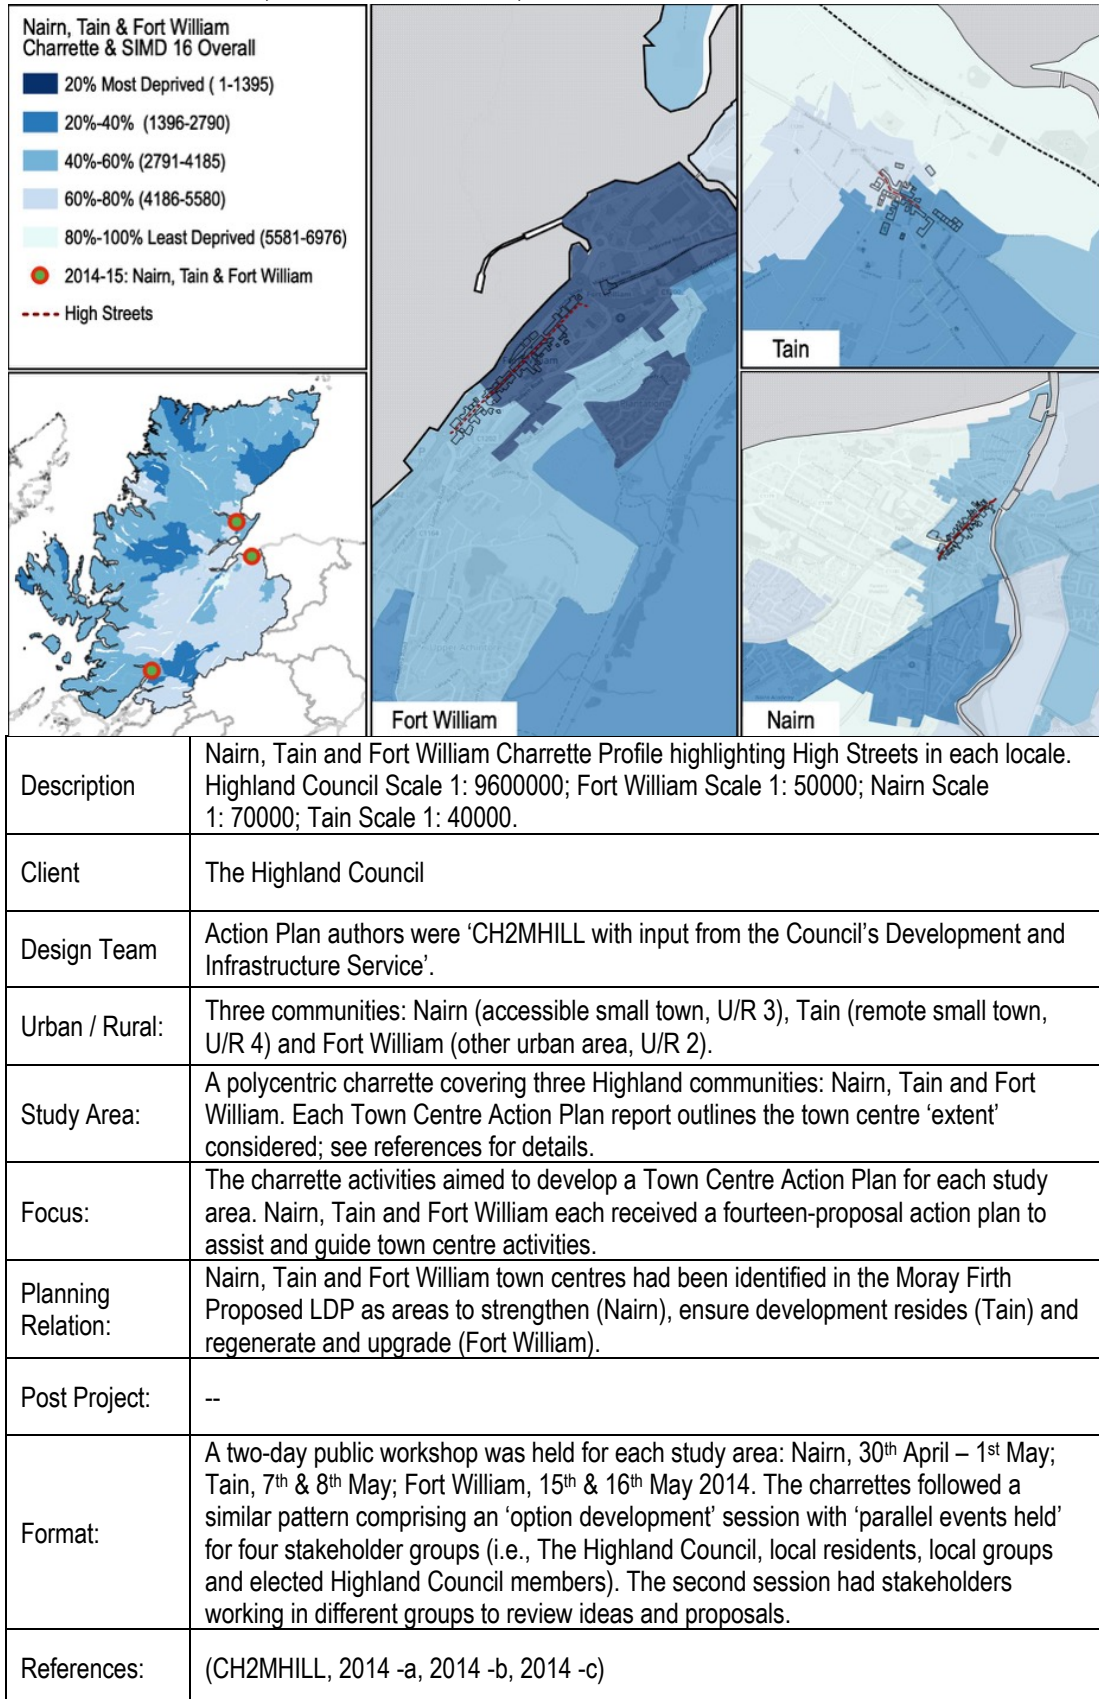 Nairn, Tain & Fort William
Charrette & SIMD 16 Overall
20% Most Deprived ( 1-1395)
20%-40% (1396-2790)
40%-60% (2791-4185)
60%-80% (4186-5580)
80%-100% Least Deprived (5581-6976)
2014-15: Nairn, Tain & Fort William
High Streets
Fort William
Tain
Nairn
Description
Nairn, Tain and Fort William Charrette Profile highlighting High Streets in each locale.
Highland Council Scale 1: 9600000; Fort William Scale 1: 50000; Nairn Scale
1: 70000; Tain Scale 1: 40000.
Client
The Highland Council
Design Team
Action Plan authors were ‘CH2MHILL with input from the Council’s Development and
Infrastructure Service’.
Urban / Rural:
Three communities: Nairn (accessible small town, U/R 3), Tain (remote small town,
U/R 4) and Fort William (other urban area, U/R 2).
Study Area:
A polycentric charrette covering three Highland communities: Nairn, Tain and Fort
William. Each Town Centre Action Plan report outlines the town centre ‘extent’
considered; see references for details.
Focus:
The charrette activities aimed to develop a Town Centre Action Plan for each study
area. Nairn, Tain and Fort William each received a fourteen-proposal action plan to
assist and guide town centre activities.
Planning
Relation:
Nairn, Tain and Fort William town centres had been identified in the Moray Firth
Proposed LDP as areas to strengthen (Nairn), ensure development resides (Tain) and
regenerate and upgrade (Fort William).
Post Project:
--
Format:
A two-day public workshop was held for each study area: Nairn, 30th April – 1st May;
Tain, 7th & 8th May; Fort William, 15th & 16th May 2014. The charrettes followed a
similar pattern comprising an ‘option development’ session with ‘parallel events held’
for four stakeholder groups (i.e., The Highland Council, local residents, local groups
and elected Highland Council members). The second session had stakeholders
working in different groups to review ideas and proposals.
References:
(CH2MHILL, 2014 -a, 2014 -b, 2014 -c)